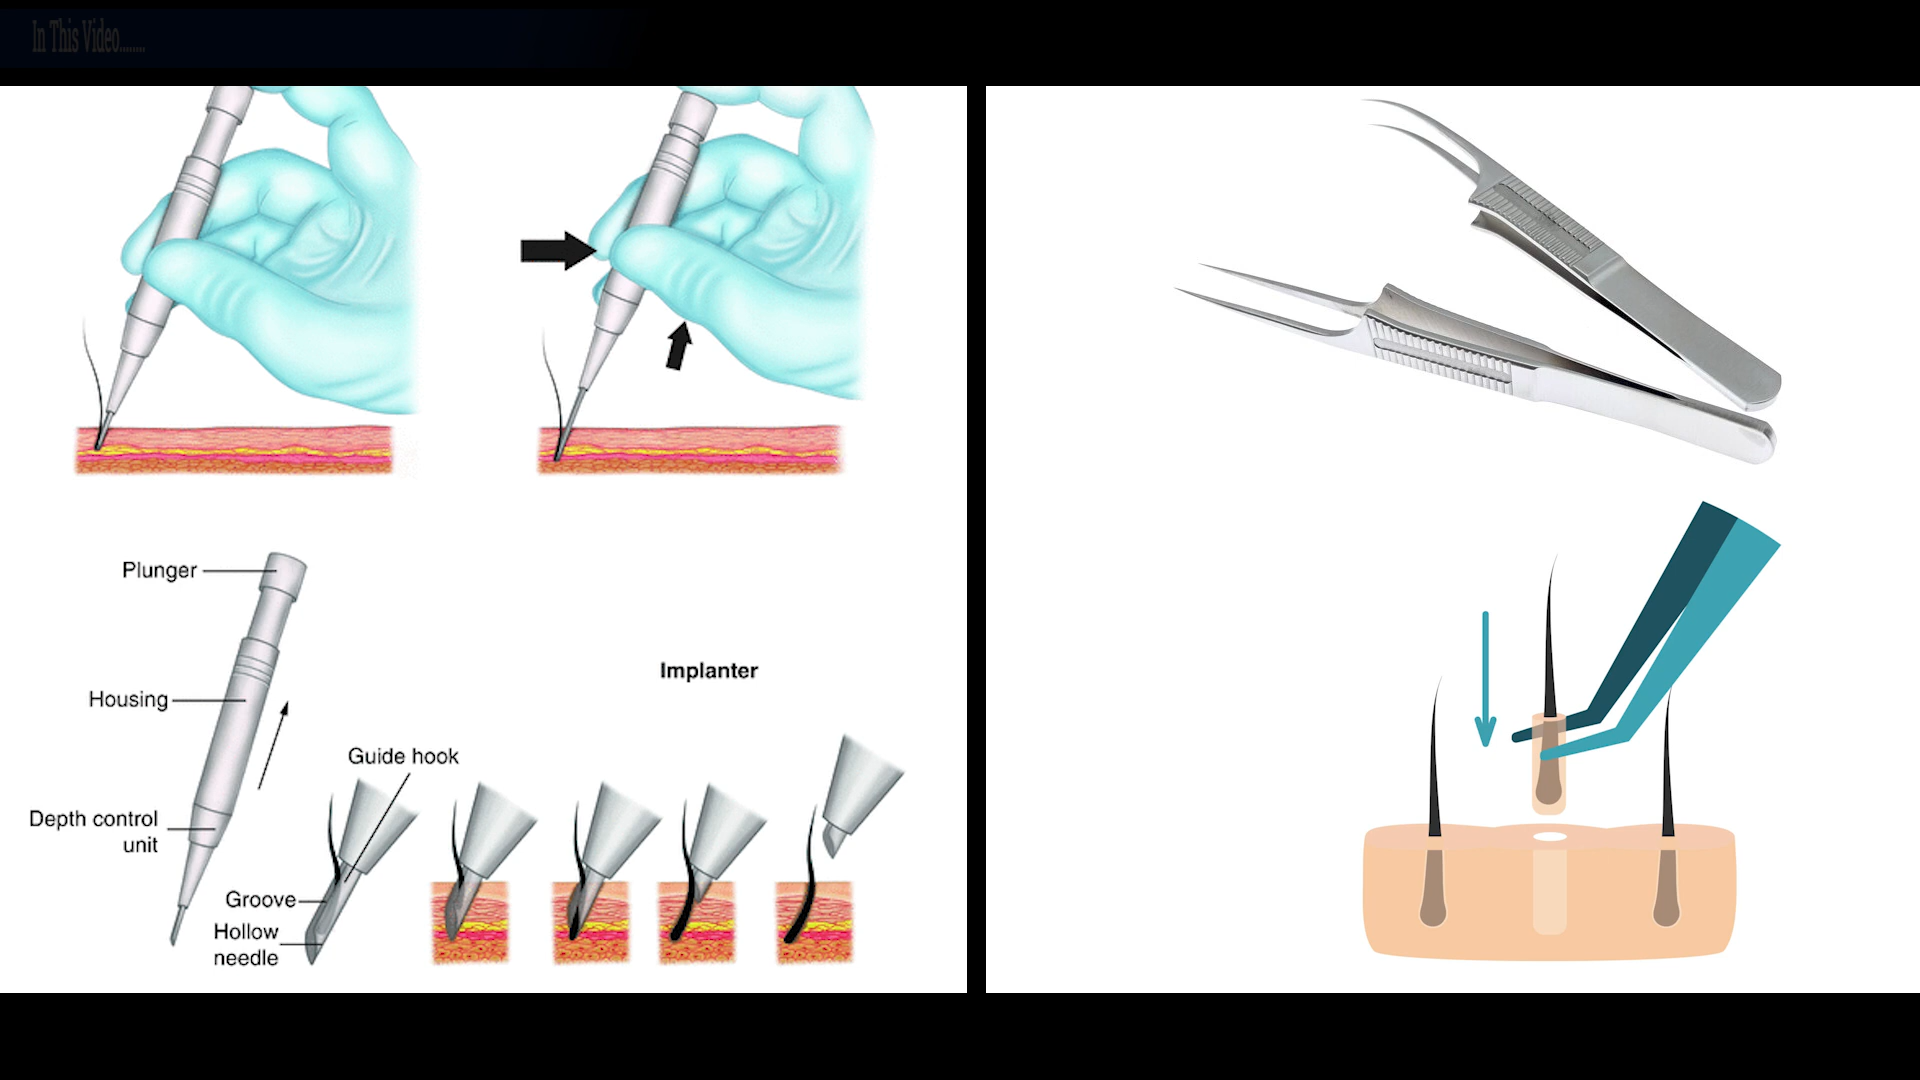 In This Video........
Plunger
Implanter
Housing
Guide hook
Depth control
unit
Groove
Hollow
needle